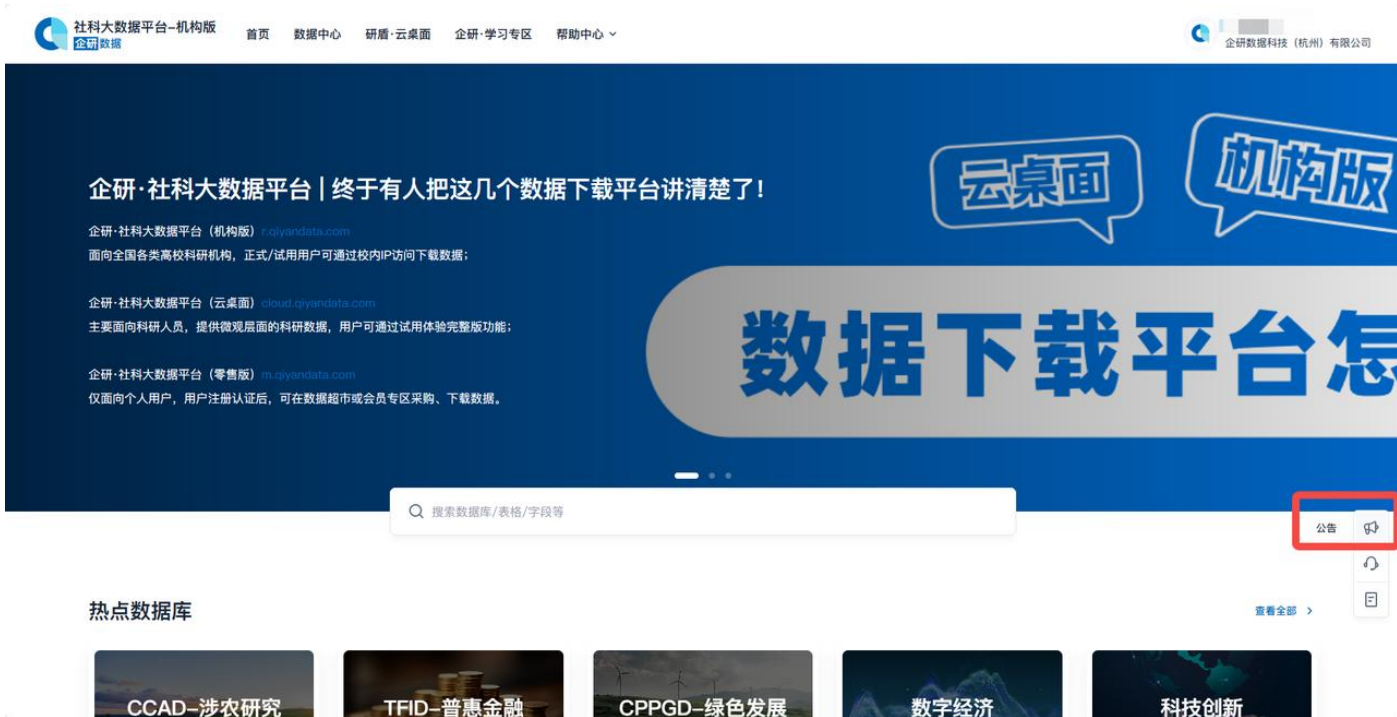 社科大数据平台-机构版
企研数据
首页 数据中心 研盾·云桌面 企研·学习专区 帮助中心
企研数据科技（杭州）有限公司
云桌面
机构版
企研·社科大数据平台 | 终于有人把这几个数据下载平台讲清楚了！
企研·社科大数据平台（机构版）r.qiyandata.com
面向全国各类高校科研机构，正式/试用用户可通过校内IP访问下载数据；
企研·社科大数据平台（云桌面）cloud.qiyandata.com
主要面向科研人员，提供微观层面的科研数据，用户可通过试用体验完整版功能；
企研·社科大数据平台（零售版）m.qiyandata.com
仅面向个人用户，用户注册认证后，可在数据超市或会员专区采购、下载数据。
数据下载平台怎
搜索数据库/表格/字段等
公告
热点数据库
查看全部
CCAD-涉农研究
TFID-普惠金融
CPPGD-绿色发展
数字经济
科技创新